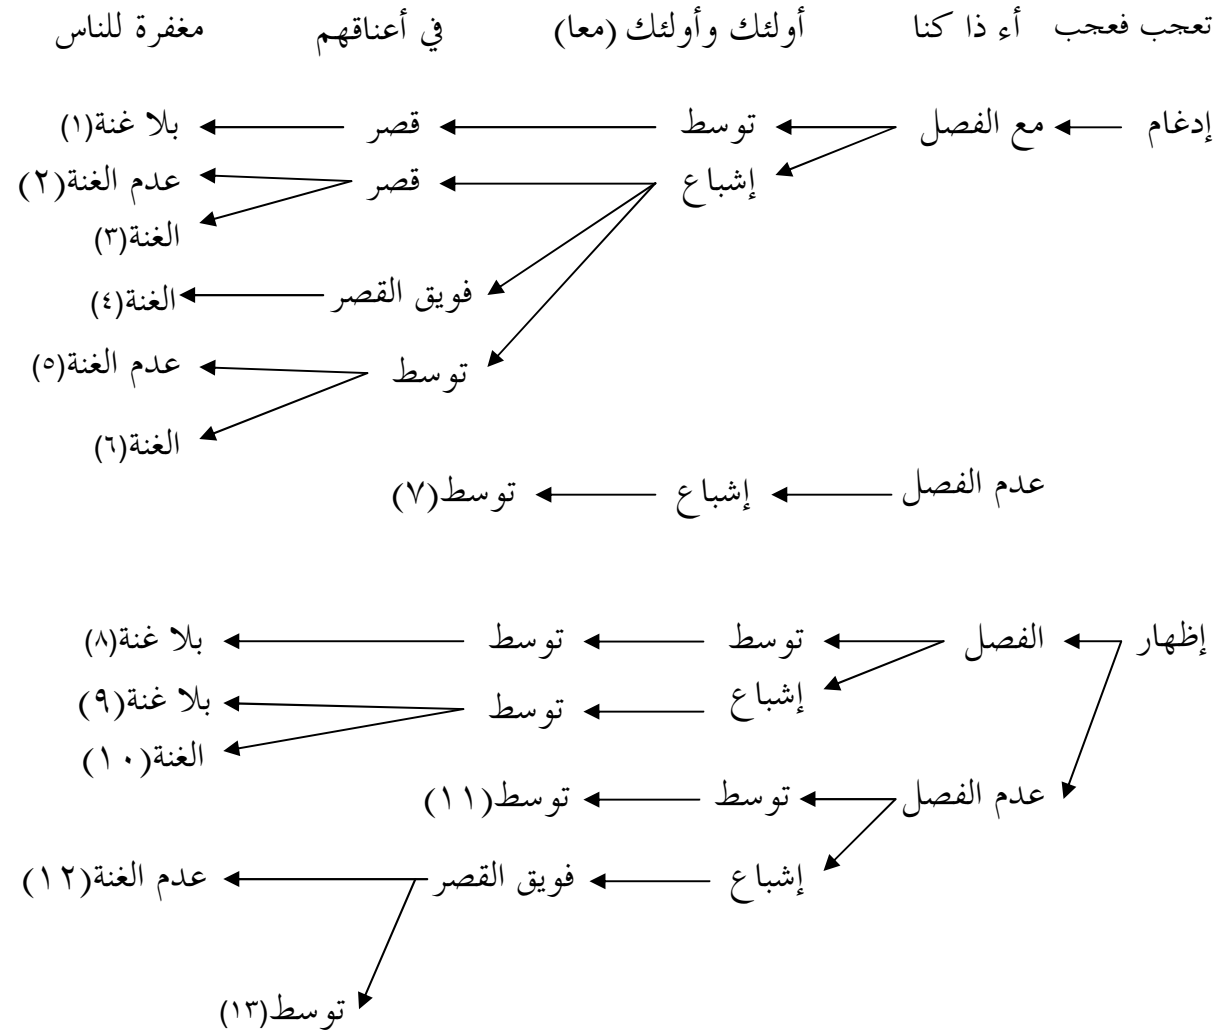 تعجب فعجب أء ذا كنا أولئك وأولئك (معا) في أعناقهم مغفرة للناس
إدغام مع الفصل توسط قصر بلا غنة(١)
إشباع قصر عدم الغنة(٢)
الغنة(٣)
فويق القصر الغنة(٤)
توسط عدم الغنة(٥)
الغنة(٦)
عدم الفصل إشباع توسط(٧)
إظهار الفصل توسط توسط بلا غنة(٨)
إشباع توسط بلا غنة(٩)
الغنة(١٠)
عدم الفصل توسط توسط(١١)
إشباع فويق القصر عدم الغنة(١٢)
توسط(١٣)